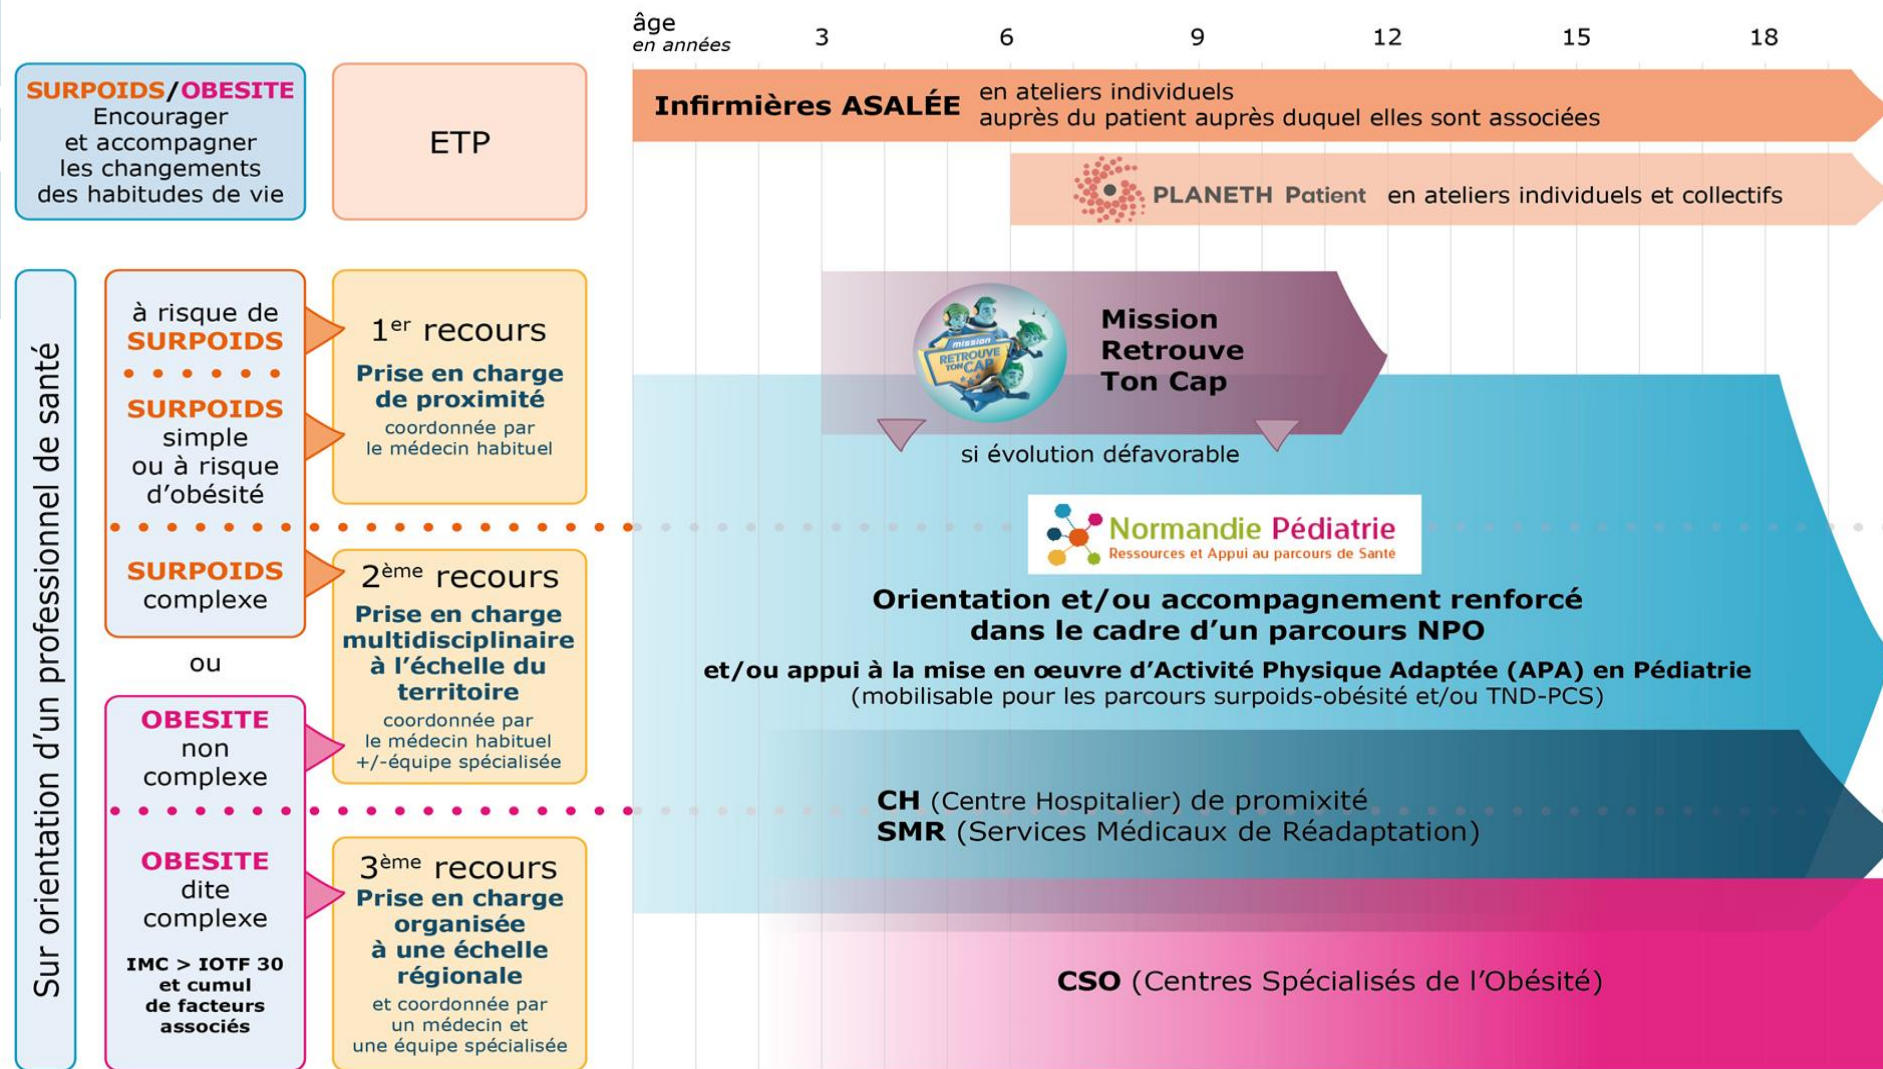 âge
en années
3
6
9
12
15
18
SURPOIDS/OBESITE
Encourager
et accompagner
les changements
des habitudes de vie
ETP
Infirmières ASALÉE
en ateliers individuels
auprès du patient auprès duquel elles sont associées
PLANETH Patient en ateliers individuels et collectifs
Sur orientation d'un professionnel de santé
à risque de
SURPOIDS
SURPOIDS
simple
ou à risque
d'obésité
SURPOIDS
complexe
ou
OBESITE
non
complexe
OBESITE
dite
complexe
IMC > IOTF 30
et cumul
de facteurs
associés
1er recours
Prise en charge
de proximité
coordonnée par
le médecin habituel
2ème recours
Prise en charge
multidisciplinaire
à l'échelle du
territoire
coordonnée par
le médecin habituel
+/-équipe spécialisée
3ème recours
Prise en charge
organisée
à une échelle
régionale
et coordonnée par
un médecin et
une équipe spécialisée
mission
RETROUVE
TON CAP
Mission
Retrouve
Ton Cap
si évolution défavorable
Normandie Pédiatrie
Ressources et Appui au parcours de Santé
Orientation et/ou accompagnement renforcé
dans le cadre d'un parcours NPO
et/ou appui à la mise en œuvre d'Activité Physique Adaptée (APA) en Pédiatrie
(mobilisable pour les parcours surpoids-obésité et/ou TND-PCS)
CH (Centre Hospitalier) de promixité
SMR (Services Médicaux de Réadaptation)
CSO (Centres Spécialisés de l'Obésité)